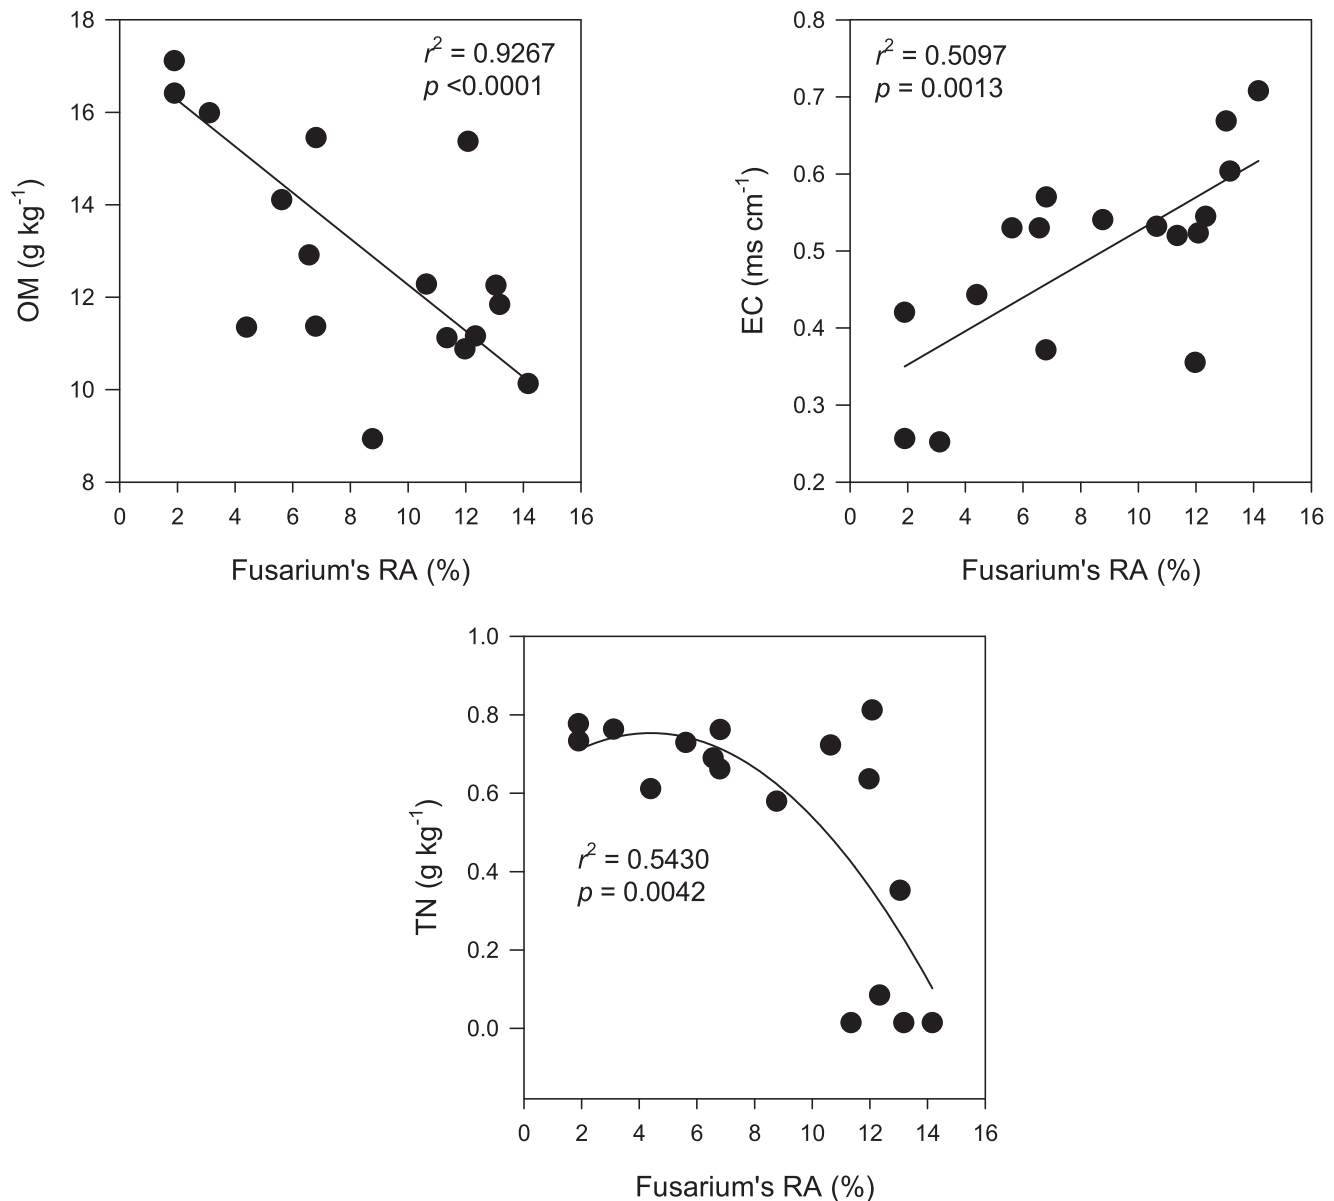 r² = 0.9267
p <0.0001
18
16
14
12
10
8
OM (g kg⁻¹)
0 2 4 6 8 10 12 14 16
Fusarium's RA (%)
r² = 0.5097
p = 0.0013
0.8
0.7
0.6
0.5
0.4
0.3
0.2
EC (ms cm⁻¹)
0 2 4 6 8 10 12 14 16
Fusarium's RA (%)
1.0
0.8
0.6
0.4
0.2
0.0
TN (g kg⁻¹)
r² = 0.5430
p = 0.0042
0 2 4 6 8 10 12 14 16
Fusarium's RA (%)